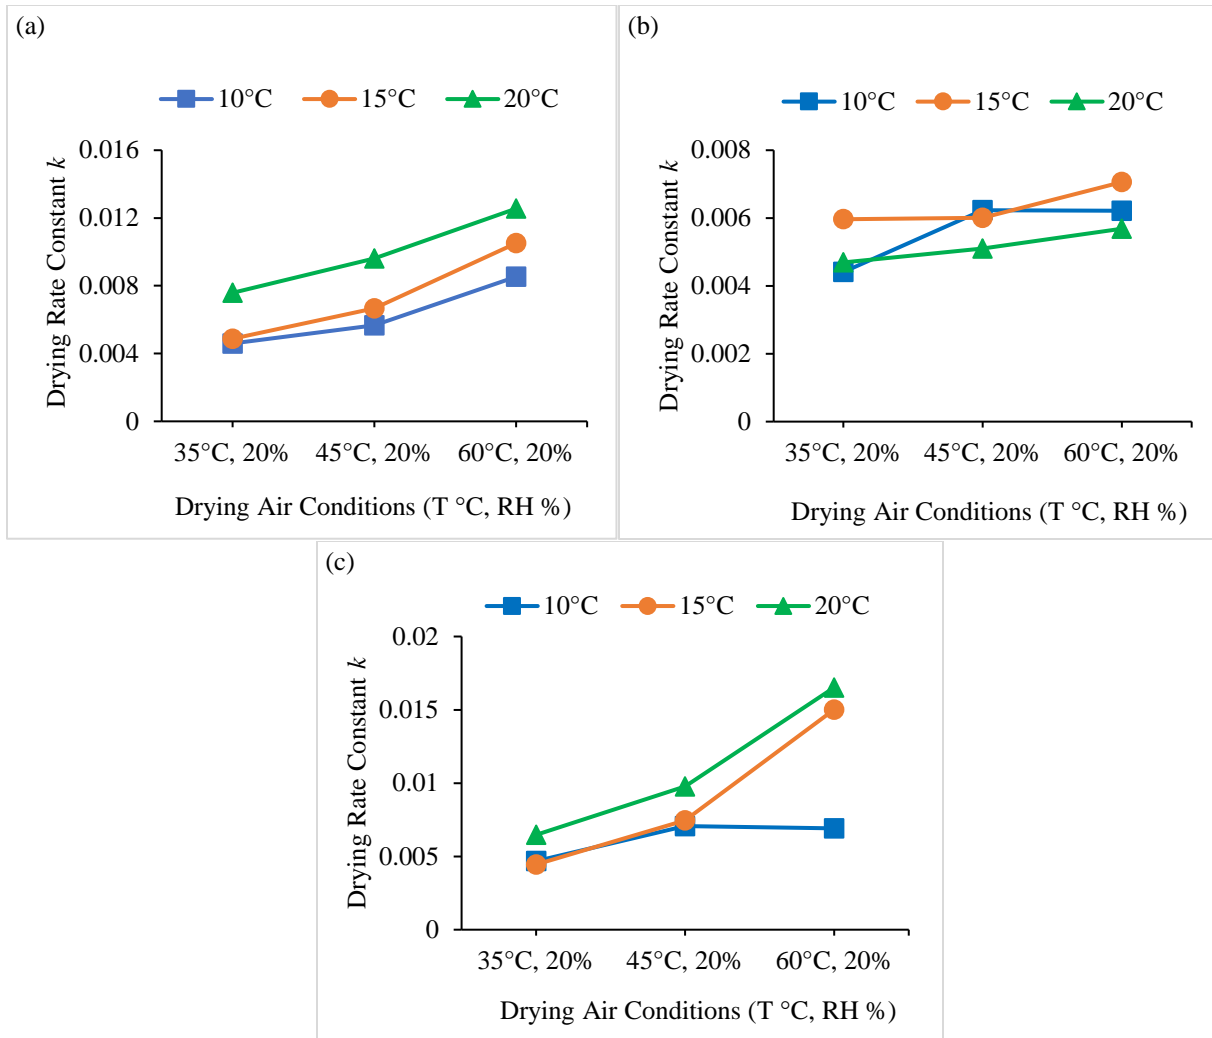 (a)
10°C 15°C 20°C
Drying Rate Constant k
0.016
0.012
0.008
0.004
0
35°C, 20% 45°C, 20% 60°C, 20%
Drying Air Conditions (T °C, RH %)
(b)
10°C 15°C 20°C
Drying Rate Constant k
0.008
0.006
0.004
0.002
0
35°C, 20% 45°C, 20% 60°C, 20%
Drying Air Conditions (T °C, RH %)
(c)
10°C 15°C 20°C
Drying Rate Constant k
0.02
0.015
0.01
0.005
0
35°C, 20% 45°C, 20% 60°C, 20%
Drying Air Conditions (T °C, RH %)